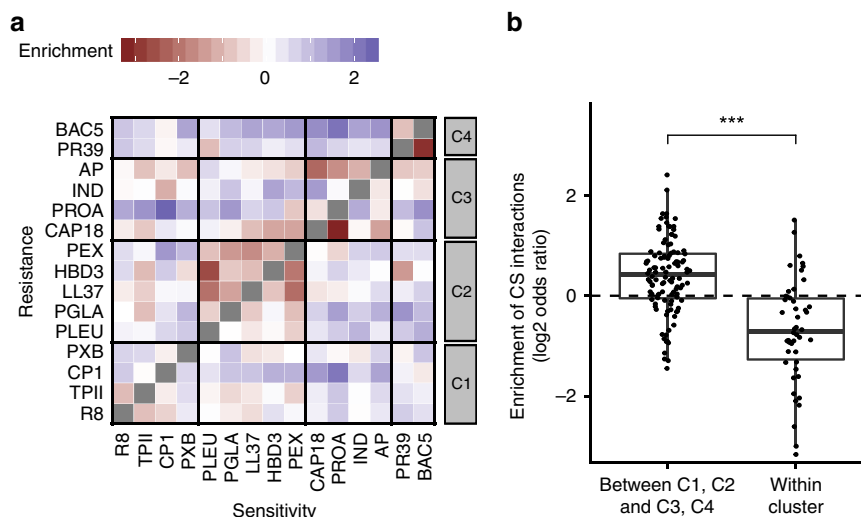 a
Enrichment
−2 0 2
Resistance
BAC5
PR39
AP
IND
PROA
CAP18
PEX
HBD3
LL37
PGLA
PLEU
PXB
CP1
TPII
R8
C4
C3
C2
C1
R8 TPII CP1 PXB PLEU PGLA LL37 HBD3 PEX CAP18 PROA IND AP PR39 BAC5
Sensitivity
b
***
Enrichment of CS interactions
(log2 odds ratio)
2
0
−2
Between C1, C2
and C3, C4
Within
cluster